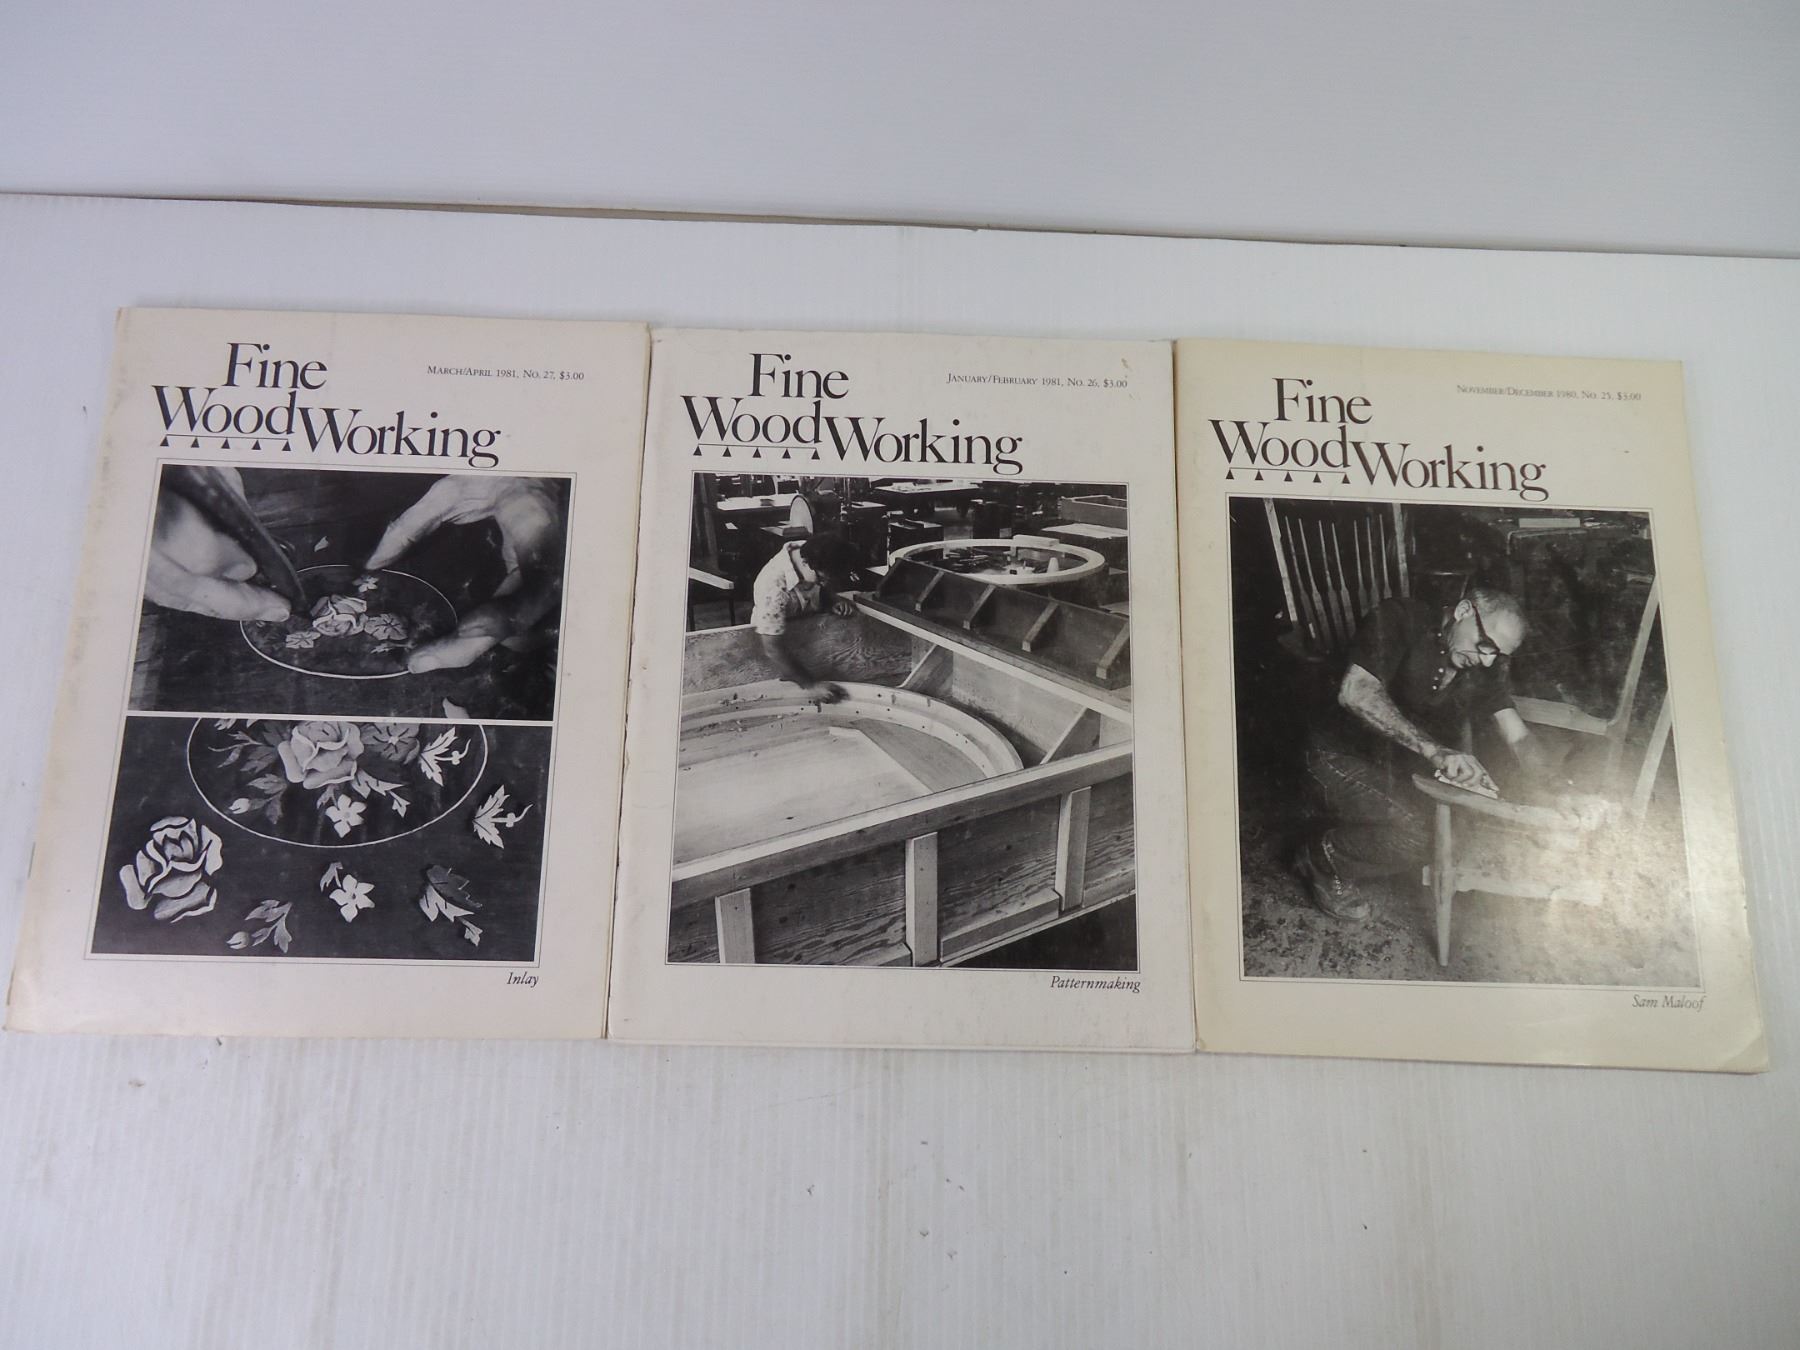 Fine
WoodWorking
MARCH/APRIL 1981, NO. 27, $3.00
Inlay
Fine
WoodWorking
JANUARY/FEBRUARY 1981, NO. 26, $3.00
Patternmaking
Fine
WoodWorking
NOVEMBER/DECEMBER 1980, NO. 25, $3.00
Sam Maloof